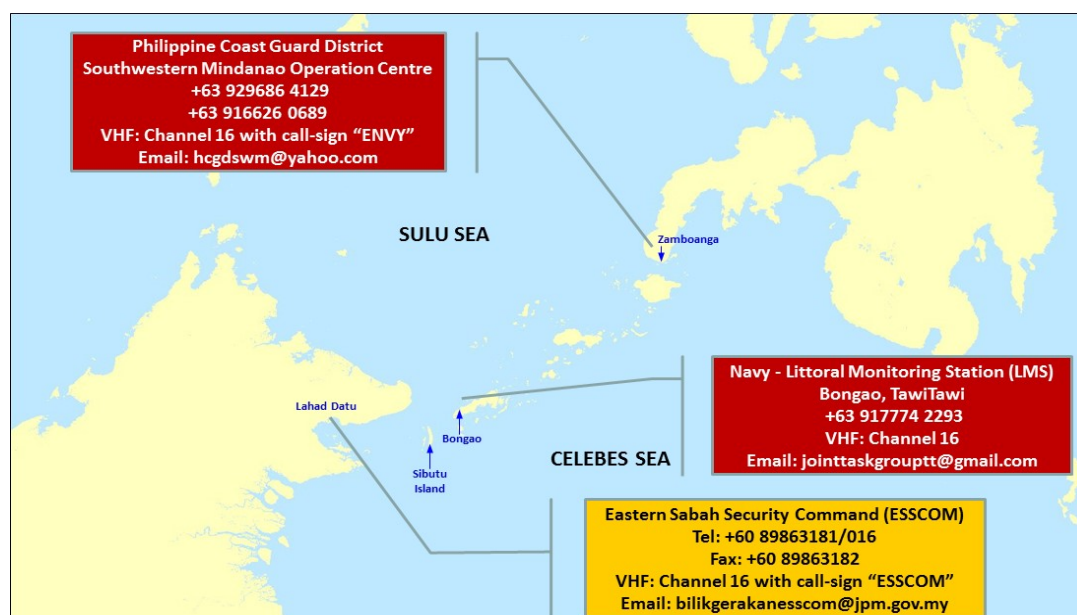 Philippine Coast Guard District
Southwestern Mindanao Operation Centre
+63 929686 4129
+63 916626 0689
VHF: Channel 16 with call-sign “ENVY”
Email: hcgdswm@yahoo.com
SULU SEA
Zamboanga
Navy - Littoral Monitoring Station (LMS)
Bongao, TawiTawi
+63 917774 2293
VHF: Channel 16
Email: jointtaskgrouptt@gmail.com
Lahad Datu
Bongao
CELEBES SEA
Sibutu
Island
Eastern Sabah Security Command (ESSCOM)
Tel: +60 89863181/016
Fax: +60 89863182
VHF: Channel 16 with call-sign “ESSCOM”
Email: bilikgerakanesscom@jpm.gov.my